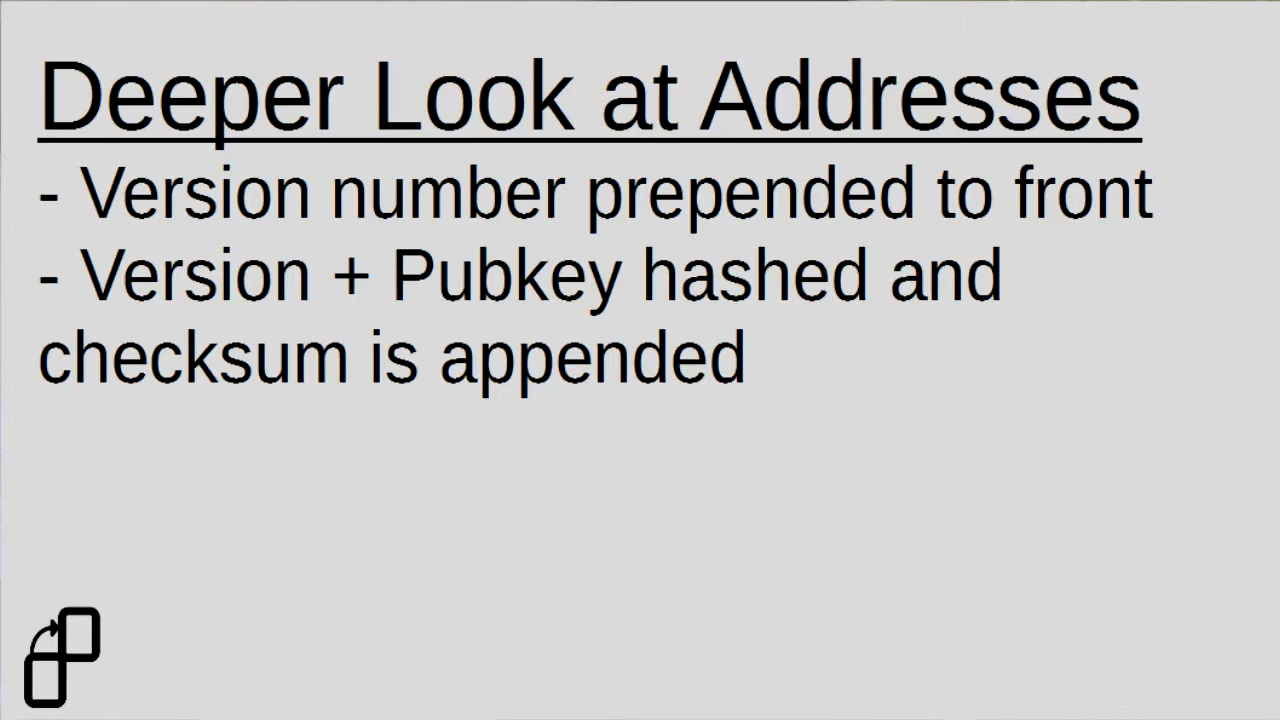 Deeper Look at Addresses
- Version number prepended to front
- Version + Pubkey hashed and
checksum is appended